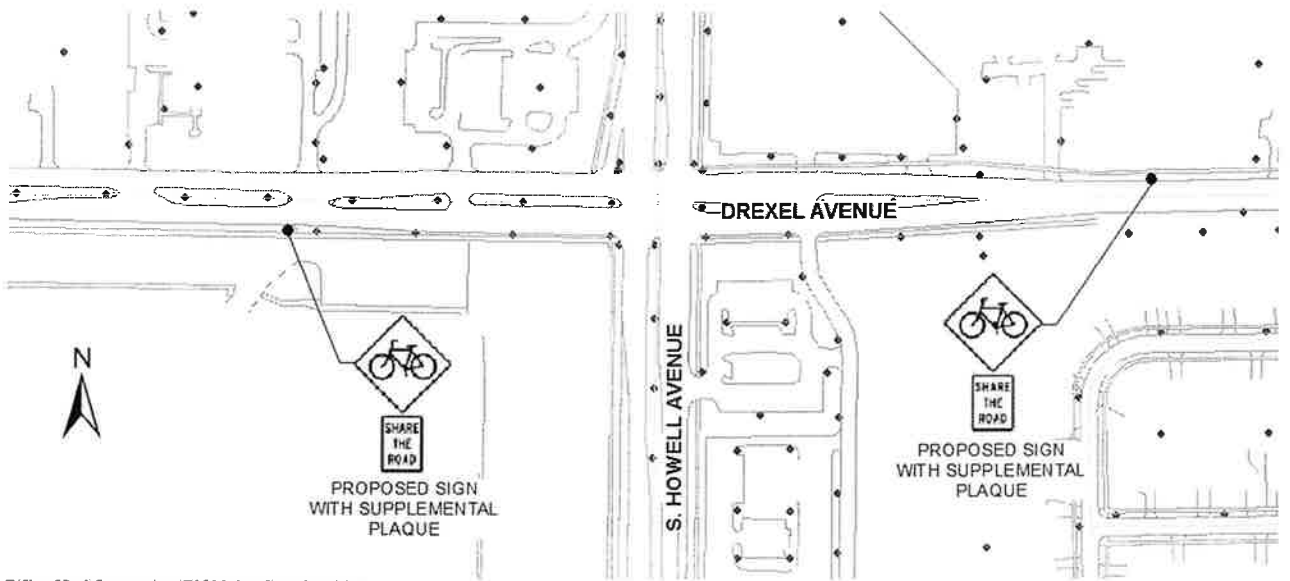 DREXEL AVENUE
S. HOWELL AVENUE
N
SHARE
THE
ROAD
PROPOSED SIGN
WITH SUPPLEMENTAL
PLAQUE
SHARE
THE
ROAD
PROPOSED SIGN
WITH SUPPLEMENTAL
PLAQUE